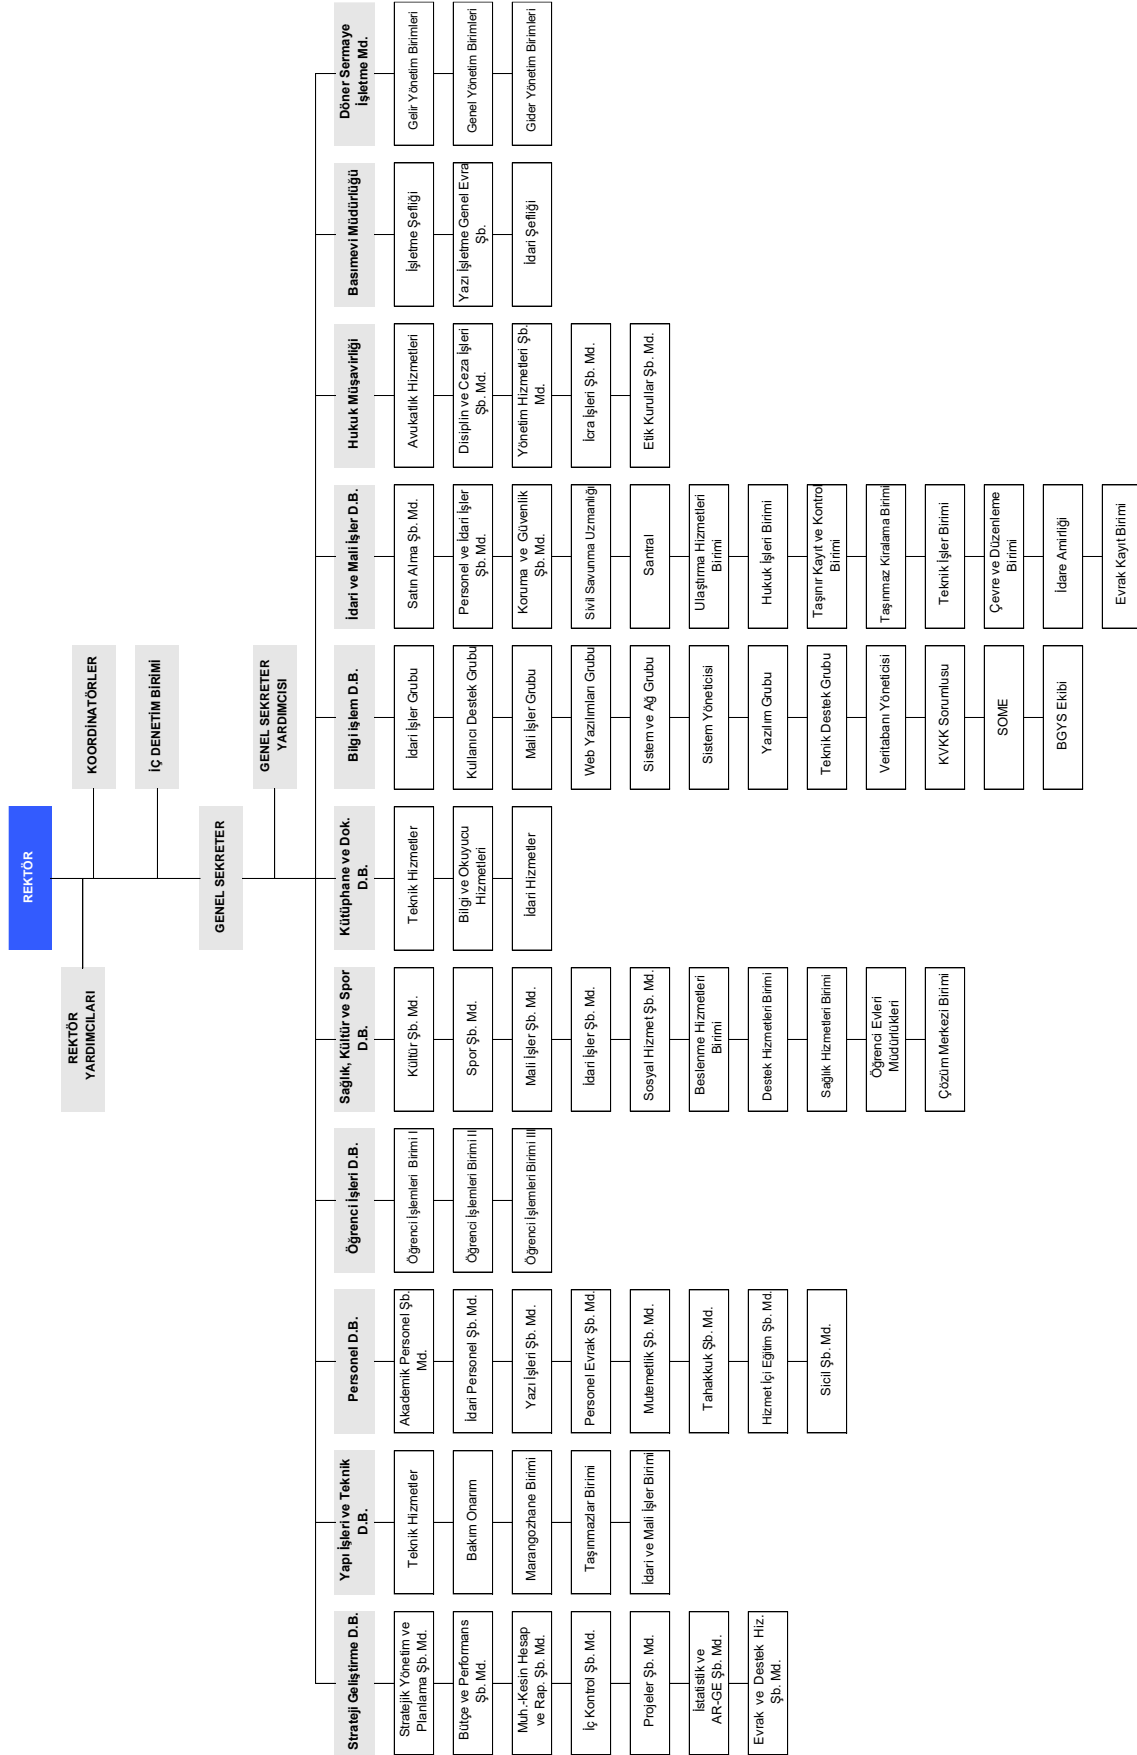 REKTÖR
REKTÖR
YARDIMCILARI
KOORDİNATÖRLER
İÇ DENETİM BİRİMİ
GENEL SEKRETER
GENEL SEKRETER
YARDIMCISI
Strateji Geliştirme D.B.
Stratejik Yönetim ve
Planlama Şb. Md.
Bütçe ve Performans
Şb. Md.
Muh.-Kesin Hesap
ve Rap. Şb. Md.
İç Kontrol Şb. Md.
Projeler Şb. Md.
İstatistik ve
AR-GE Şb. Md.
Evrak ve Destek Hiz.
Şb. Md.
Yapı İşleri ve Teknik
D.B.
Teknik Hizmetler
Bakım Onarım
Marangozhane Birimi
Taşınmazlar Birimi
İdari ve Mali İşler Birimi
Personel D.B.
Akademik Personel Şb.
Md.
İdari Personel Şb. Md.
Yazı İşleri Şb. Md.
Personel Evrak Şb. Md.
Mutemetlik Şb. Md.
Tahakkuk Şb. Md.
Hizmet İçi Eğitim Şb. Md.
Sicil Şb. Md.
Öğrenci İşleri D.B.
Öğrenci İşlemleri Birimi I
Öğrenci İşlemleri Birimi II
Öğrenci İşlemleri Birimi III
Sağlık, Kültür ve Spor
D.B.
Kültür Şb. Md.
Spor Şb. Md.
Mali İşler Şb. Md.
İdari İşler Şb. Md.
Sosyal Hizmet Şb. Md.
Beslenme Hizmetleri
Birimi
Destek Hizmetleri Birimi
Sağlık Hizmetleri Birimi
Öğrenci Evleri
Müdürlükleri
Çözüm Merkezi Birimi
Kütüphane ve Dok.
D.B.
Teknik Hizmetler
Bilgi ve Okuyucu
Hizmetleri
İdari Hizmetler
Bilgi işlem D.B.
İdari İşler Grubu
Kullanıcı Destek Grubu
Mali İşler Grubu
Web Yazılımları Grubu
Sistem ve Ağ Grubu
Sistem Yöneticisi
Yazılım Grubu
Teknik Destek Grubu
Veritabanı Yöneticisi
KVKK Sorumlusu
SOME
BGYS Ekibi
İdari ve Mali İşler D.B.
Satın Alma Şb. Md.
Personel ve İdari İşler
Şb. Md.
Koruma ve Güvenlik
Şb. Md.
Sivil Savunma Uzmanlığı
Santral
Ulaştırma Hizmetleri
Birimi
Hukuk İşleri Birimi
Taşınır Kayıt ve Kontrol
Birimi
Taşınmaz Kiralama Birimi
Teknik İşler Birimi
Çevre ve Düzenleme
Birimi
İdare Amirliği
Evrak Kayıt Birimi
Hukuk Müşavirliği
Avukatlık Hizmetleri
Disiplin ve Ceza İşleri
Şb. Md.
Yönetim Hizmetleri Şb.
Md.
İcra İşleri Şb. Md.
Etik Kurullar Şb. Md.
Basımevi Müdürlüğü
İşletme Şefliği
Yazı İşletme Genel Evra
Şb.
İdari Şefliği
Döner Sermaye
İşletme Md.
Gelir Yönetim Birimleri
Genel Yönetim Birimleri
Gider Yönetim Birimleri